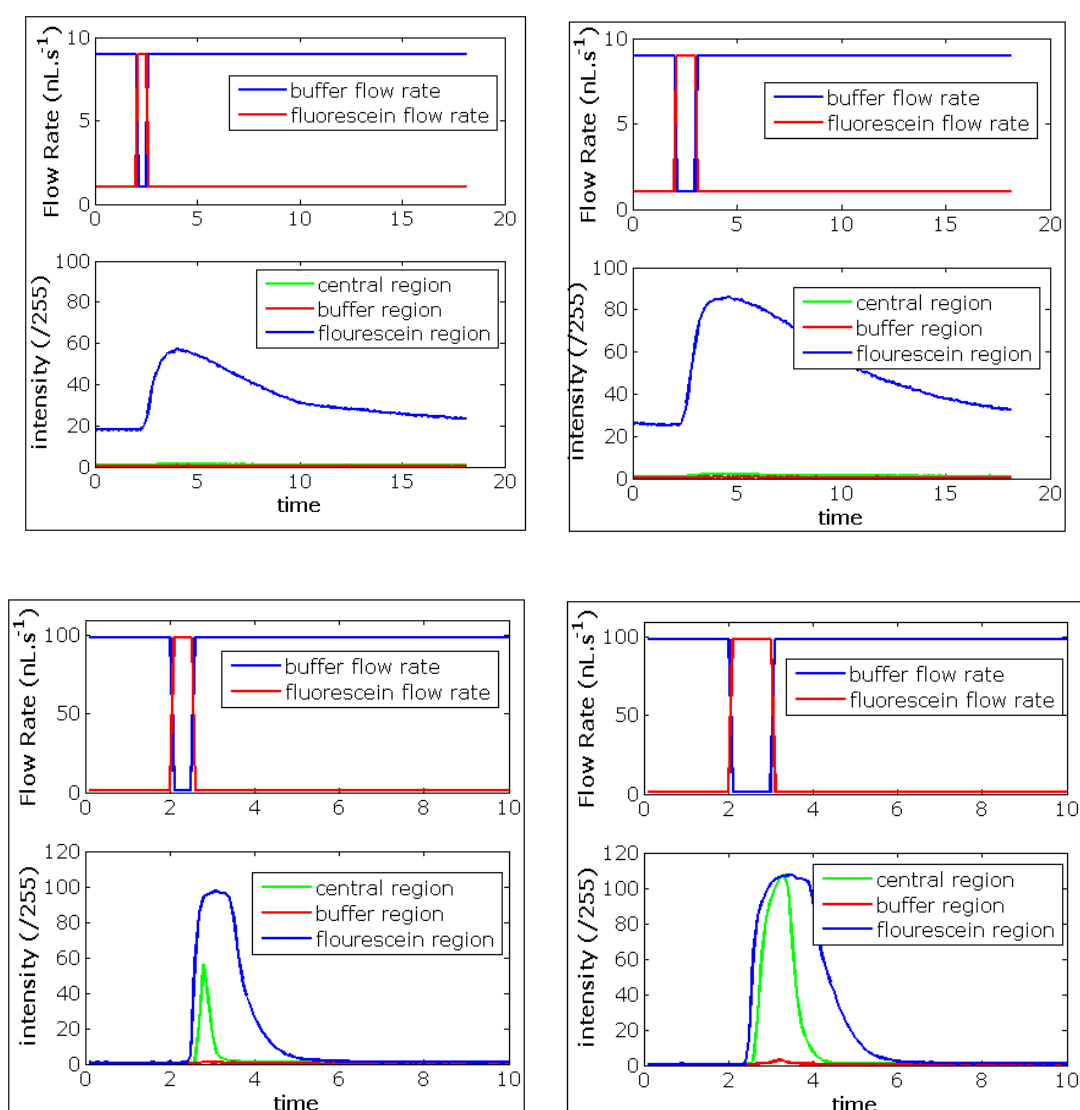 Flow Rate (nL.s-1)
10
5
0
buffer flow rate
fluorescein flow rate
0 5 10 15 20
intensity (/255)
100
80
60
40
20
0
central region
buffer region
flourescein region
0 5 10 15 20
time
Flow Rate (nL.s-1)
10
5
0
buffer flow rate
fluorescein flow rate
0 5 10 15 20
intensity (/255)
100
80
60
40
20
0
central region
buffer region
flourescein region
0 5 10 15 20
time
Flow Rate (nL.s-1)
100
50
0
buffer flow rate
fluorescein flow rate
0 2 4 6 8 10
intensity (/255)
120
100
80
60
40
20
0
central region
buffer region
flourescein region
0 2 4 6 8 10
time
Flow Rate (nL.s-1)
100
50
0
buffer flow rate
fluorescein flow rate
0 2 4 6 8 10
intensity (/255)
120
100
80
60
40
20
0
central region
buffer region
flourescein region
0 2 4 6 8 10
time